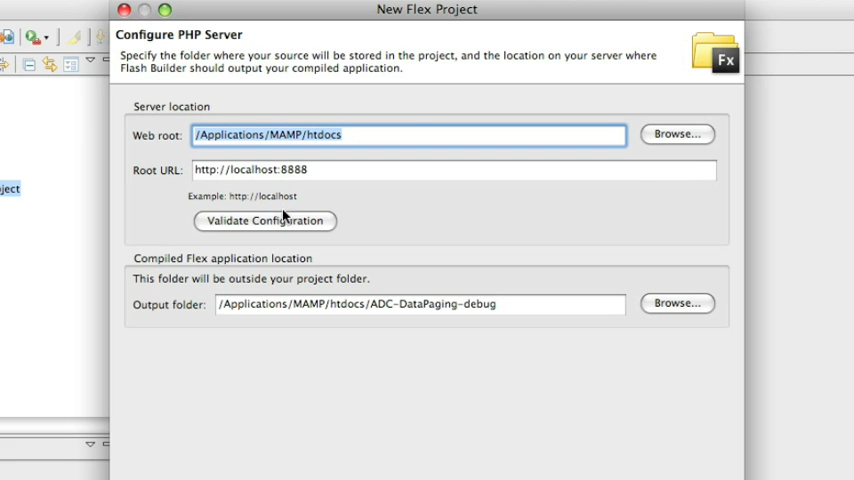 New Flex Project
Configure PHP Server
Specify the folder where your source will be stored in the project, and the location on your server where
Flash Builder should output your compiled application.
Fx
Server location
Web root: /Applications/MAMP/htdocs Browse...
Root URL: http://localhost:8888
Example: http://localhost
Validate Configuration
ject
Compiled Flex application location
This folder will be outside your project folder.
Output folder: /Applications/MAMP/htdocs/ADC-DataPaging-debug Browse...